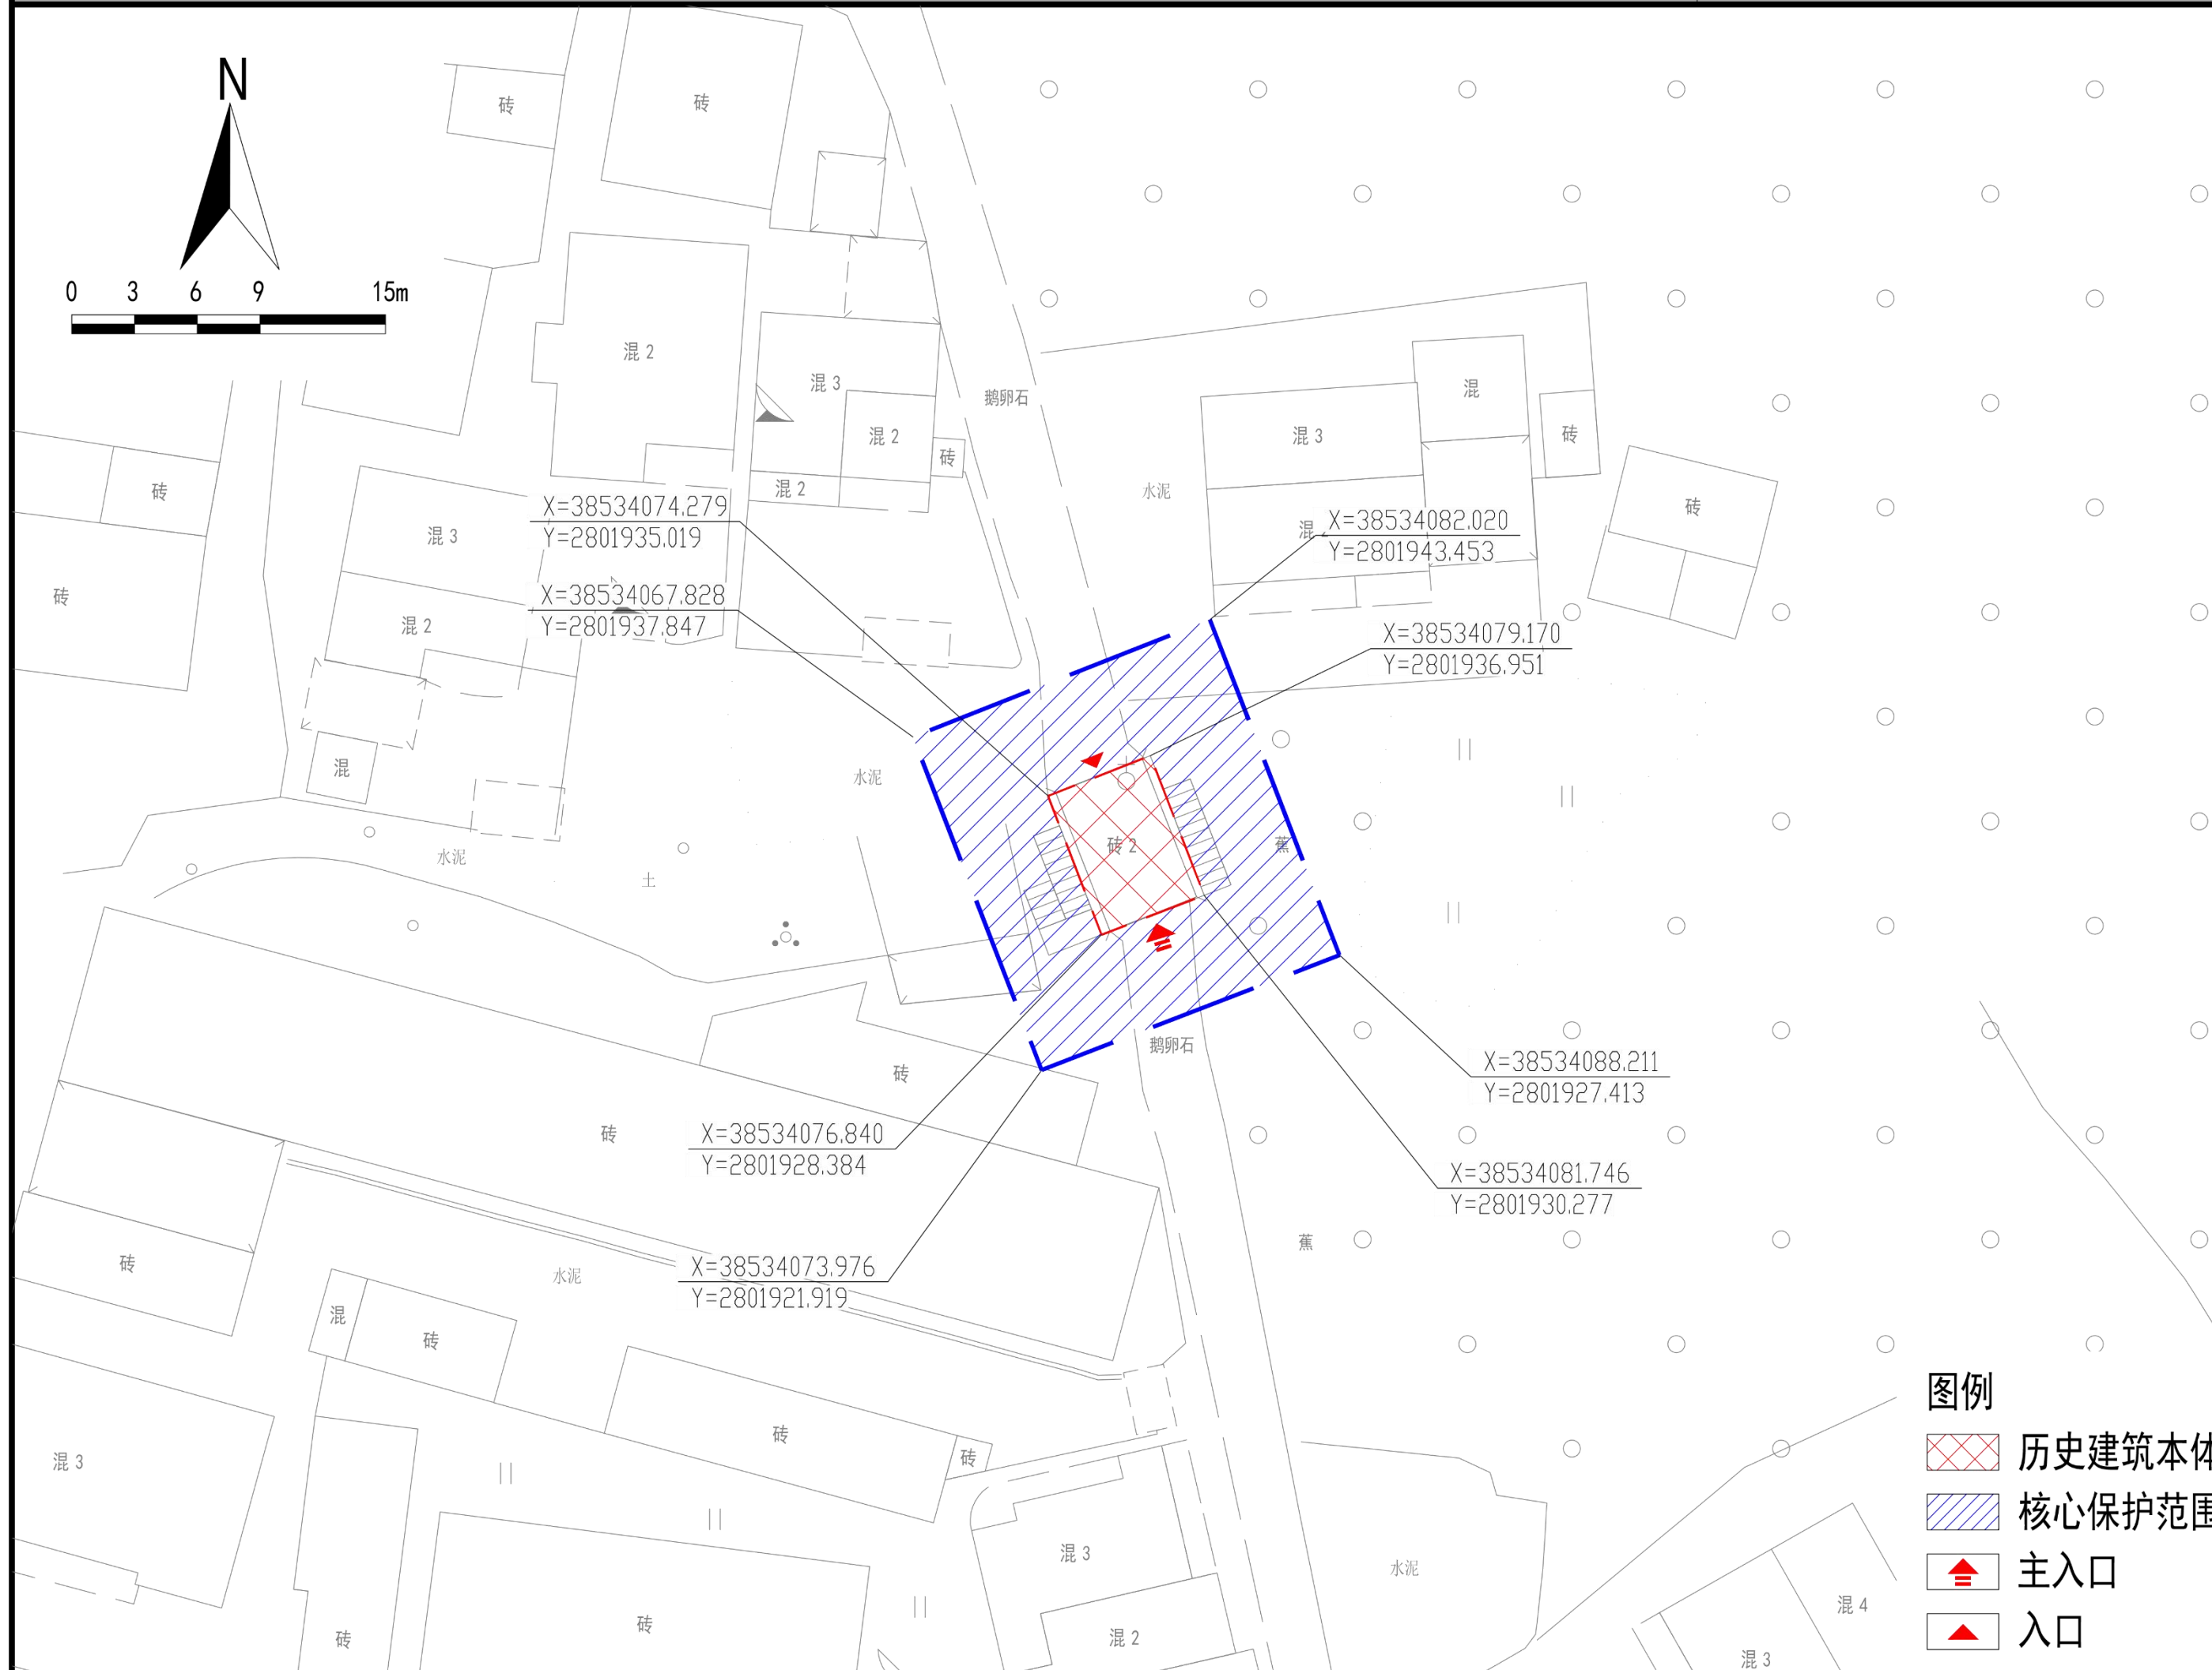 N
0 3 6 9 15m
砖
砖
混 2
混 3
混 2
砖
混 2
鹅卵石
水泥
混 3
混
砖
混
砖
砖
砖
混 3
混 2
混
X=38534074.279
Y=2801935.019
X=38534067.828
Y=2801937.847
X=38534082.020
Y=2801943.453
X=38534079.170
Y=2801936.951
水泥
砖 2
蕉
水泥
土
鹅卵石
X=38534088.211
Y=2801927.413
砖
砖
X=38534076.840
Y=2801928.384
X=38534081.746
Y=2801930.277
蕉
X=38534073.976
Y=2801921.919
砖
水泥
混
砖
砖
砖
混 3
砖
砖
混 3
混 2
水泥
混 4
混 3
图例
历史建筑本体
核心保护范围
主入口
入口